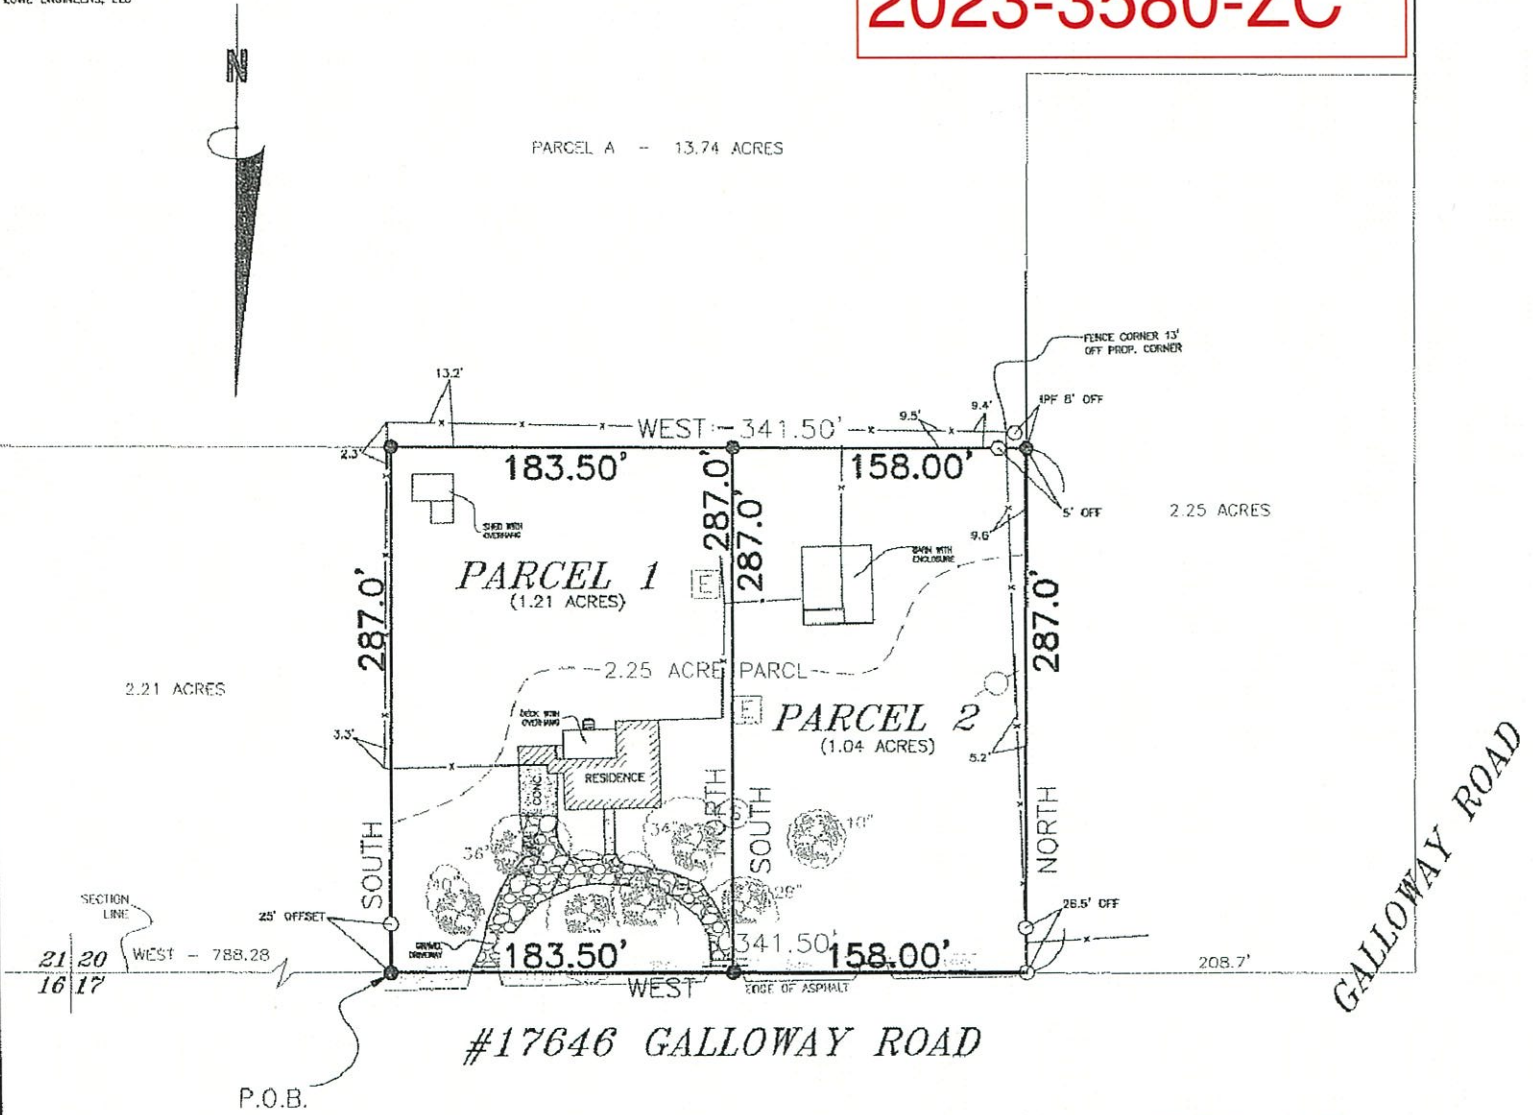 2023-3580-ZC
N
PARCEL A - 13.74 ACRES
FENCE CORNER 13'
OFF PROP. CORNER
13.2'
IPF 8' OFF
9.5'
9.4'
WEST - 341.50'
2.3'
183.50'
158.00'
287.0'
287.0'
5' OFF
2.25 ACRES
SHED WITH
OVERHANG
9.6'
BARN WITH
ENCLOSURE
PARCEL 1
(1.21 ACRES)
E
287.0'
287.0'
2.25 ACRE PARCL
2.21 ACRES
DECK WITH
OVERHANG
E
PARCEL 2
(1.04 ACRES)
3.3'
5.2'
RESIDENCE
CONC.
NORTH
SOUTH
NORTH
SOUTH
34"
10"
36"
40"
26"
SECTION
LINE
25' OFFSET
26.5' OFF
GRAVEL
DRIVEWAY
21 20
16 17
WEST - 788.28
183.50'
341.50'
158.00'
208.7'
WEST
EDGE OF ASPHALT
GALLOWAY ROAD
#17646 GALLOWAY ROAD
P.O.B.